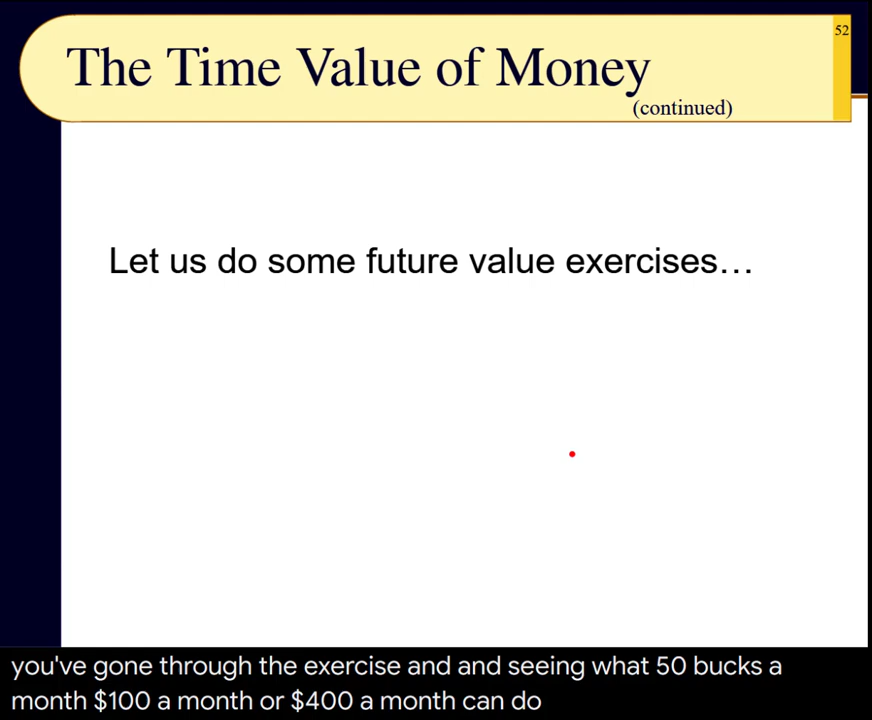 52
The Time Value of Money
(continued)
Let us do some future value exercises…
you've gone through the exercise and and seeing what 50 bucks a
month $100 a month or $400 a month can do